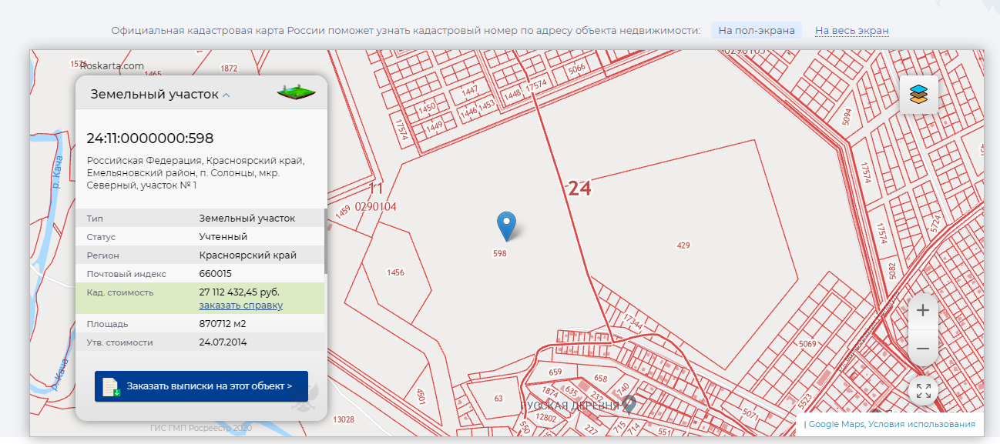 Официальная кадастровая карта России поможет узнать кадастровый номер по адресу объекта недвижимости: На пол-экрана На весь экран
Roskarta.com
1465
1872
Земельный участок
24:11:0000000:598
Российская Федерация, Красноярский край,
Емельяновский район, п. Солонцы, мкр.
Северный, участок № 1
Тип Земельный участок
Статус Учтенный
Регион Красноярский край
Почтовый индекс 660015
Кад. стоимость 27 112 432,45 руб.
заказать справку
Площадь 870712 м2
Утв. стоимости 24.07.2014
Заказать выписки на этот объект >
ГИС ГМП Росреестр 2020
р. Кача
р. Кача
5066
17574
1448
1447
1453
1446
1450
1449
17574
0290103
5094
17574
17574
5724
5082
11
0290104
1459
24
598
429
1456
17344
5069
659
658
1874
635
232
740
63
РУССКАЯ ДЕРЕВНЯ
12802
550
227
715
714
551
5071
5523
4501
13028
+
−
| Google Maps, Условия использования